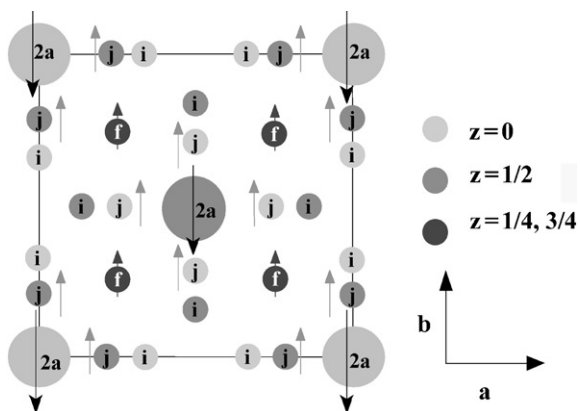 2a j i i j 2a
i
j f j f j
i i
i j 2a j i
i j i
j f i f j
2a j i i j 2a
z=0
z=1/2
z=1/4, 3/4
b
a